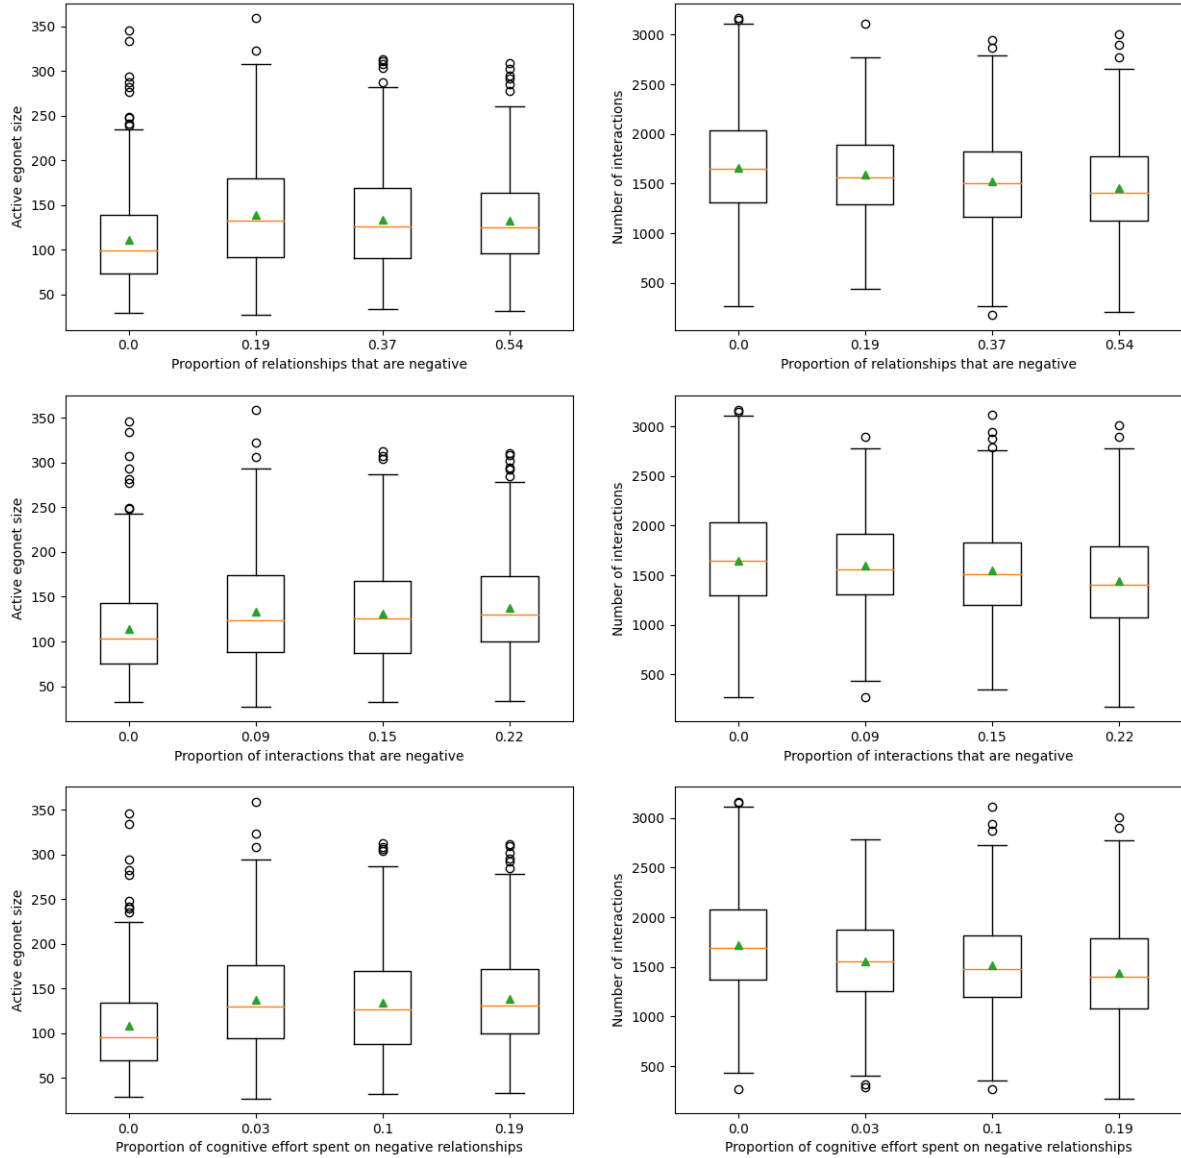 350
300
250
200
150
100
50
Active egonet size
0.0 0.19 0.37 0.54
Proportion of relationships that are negative
3000
2500
2000
1500
1000
500
Number of interactions
0.0 0.19 0.37 0.54
Proportion of relationships that are negative
350
300
250
200
150
100
50
Active egonet size
0.0 0.09 0.15 0.22
Proportion of interactions that are negative
3000
2500
2000
1500
1000
500
Number of interactions
0.0 0.09 0.15 0.22
Proportion of interactions that are negative
350
300
250
200
150
100
50
Active egonet size
0.0 0.03 0.1 0.19
Proportion of cognitive effort spent on negative relationships
3000
2500
2000
1500
1000
500
Number of interactions
0.0 0.03 0.1 0.19
Proportion of cognitive effort spent on negative relationships